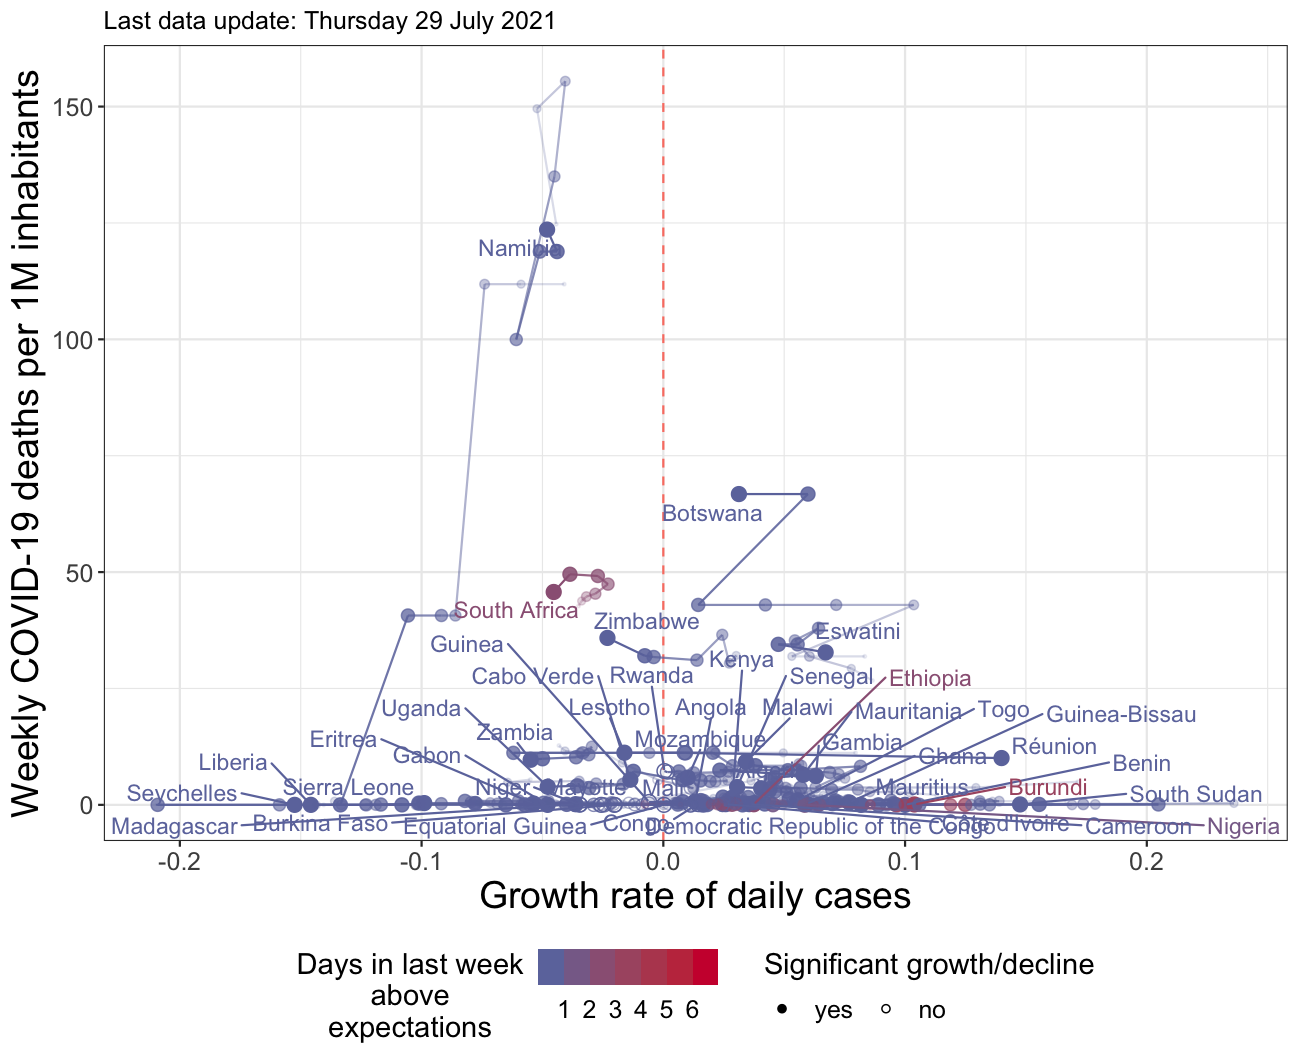 Last data update: Thursday 29 July 2021
Weekly COVID-19 deaths per 1M inhabitants
150
100
50
0
Namibia
Botswana
South Africa
Zimbabwe
Eswatini
Guinea
Kenya
Cabo Verde
Rwanda
Senegal
Ethiopia
Uganda
Lesotho
Angola
Malawi
Mauritania
Togo
Guinea-Bissau
Zambia
Eritrea
Mozambique
Gambia
Réunion
Gabon
Ghana
Liberia
Benin
Sierra Leone
Niger
Mayotte
Mali
Mauritius
Burundi
Seychelles
South Sudan
Madagascar
Burkina Faso
Equatorial Guinea
Congo
Democratic Republic of the Congo
Côte d'Ivoire
Cameroon
Nigeria
-0.2
-0.1
0.0
0.1
0.2
Growth rate of daily cases
Days in last week
above
expectations
1 2 3 4 5 6
Significant growth/decline
yes
no